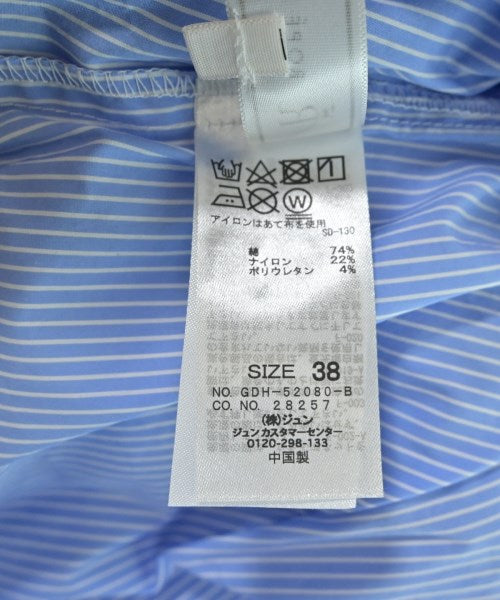 アイロンはあて布を使用
SD-130
綿 74%
ナイロン 22%
ポリウレタン 4%
SIZE 38
NO. GDH-52080-B
CO. NO. 28257
(株)ジュン
ジュンカスタマーセンター
0120-298-133
中国製